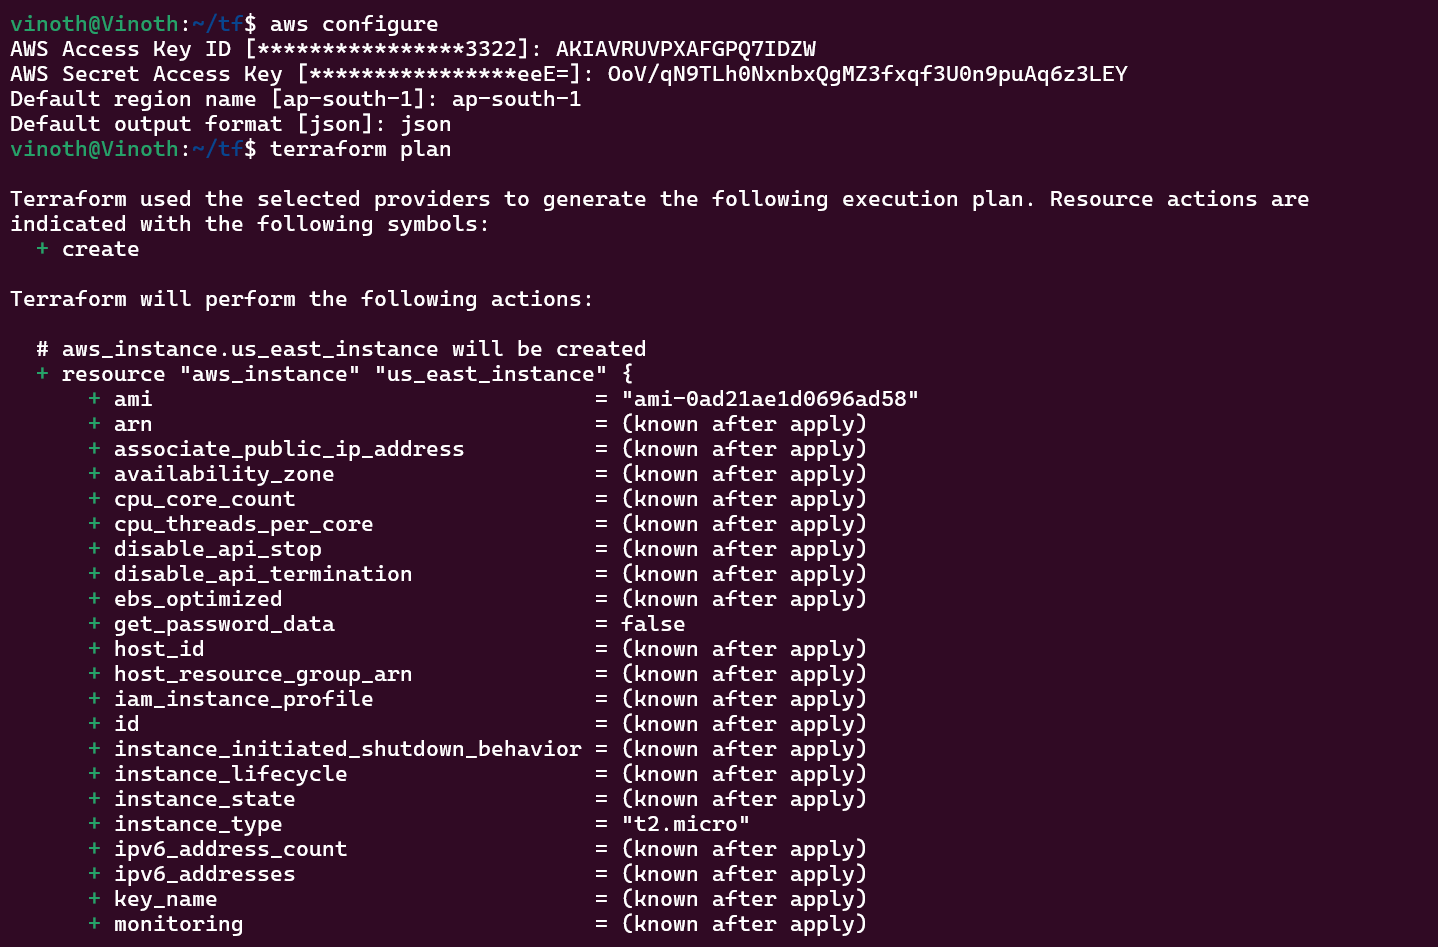 vinoth@Vinoth:~/tf$ aws configure
AWS Access Key ID [****************3322]: AKIAVRUVPXAFGPQ7IDZW
AWS Secret Access Key [****************eeE=]: 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
Default region name [ap-south-1]: ap-south-1
Default output format [json]: json
vinoth@Vinoth:~/tf$ terraform plan
Terraform used the selected providers to generate the following execution plan. Resource actions are
indicated with the following symbols:
  + create
Terraform will perform the following actions:
  # aws_instance.us_east_instance will be created
  + resource "aws_instance" "us_east_instance" {
      + ami                                  = "ami-0ad21ae1d0696ad58"
      + arn                                  = (known after apply)
      + associate_public_ip_address          = (known after apply)
      + availability_zone                    = (known after apply)
      + cpu_core_count                       = (known after apply)
      + cpu_threads_per_core                 = (known after apply)
      + disable_api_stop                     = (known after apply)
      + disable_api_termination              = (known after apply)
      + ebs_optimized                        = (known after apply)
      + get_password_data                    = false
      + host_id                              = (known after apply)
      + host_resource_group_arn              = (known after apply)
      + iam_instance_profile                 = (known after apply)
      + id                                   = (known after apply)
      + instance_initiated_shutdown_behavior = (known after apply)
      + instance_lifecycle                   = (known after apply)
      + instance_state                       = (known after apply)
      + instance_type                        = "t2.micro"
      + ipv6_address_count                   = (known after apply)
      + ipv6_addresses                       = (known after apply)
      + key_name                             = (known after apply)
      + monitoring                           = (known after apply)